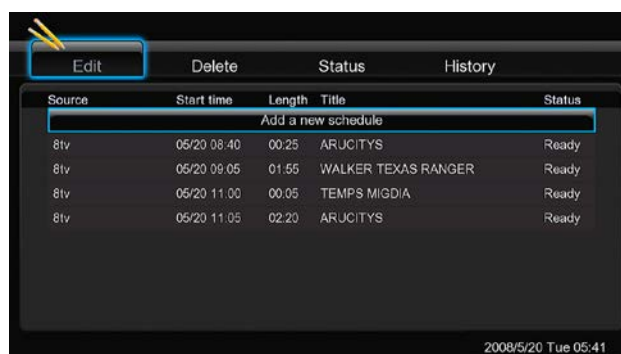 Edit Delete Status History
Source Start time Length Title Status
Add a new schedule
8tv 05/20 08:40 00:25 ARUCITYS Ready
8tv 05/20 09:05 01:55 WALKER TEXAS RANGER Ready
8tv 05/20 11:00 00:05 TEMPS MIGDIA Ready
8tv 05/20 11:05 02:20 ARUCITYS Ready
2008/5/20 Tue 05:41